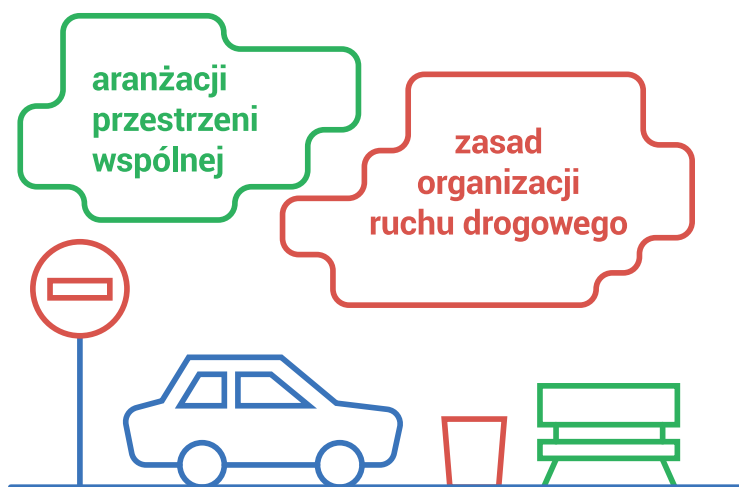 aranżacji
przestrzeni
wspólnej
zasad
organizacji
ruchu drogowego